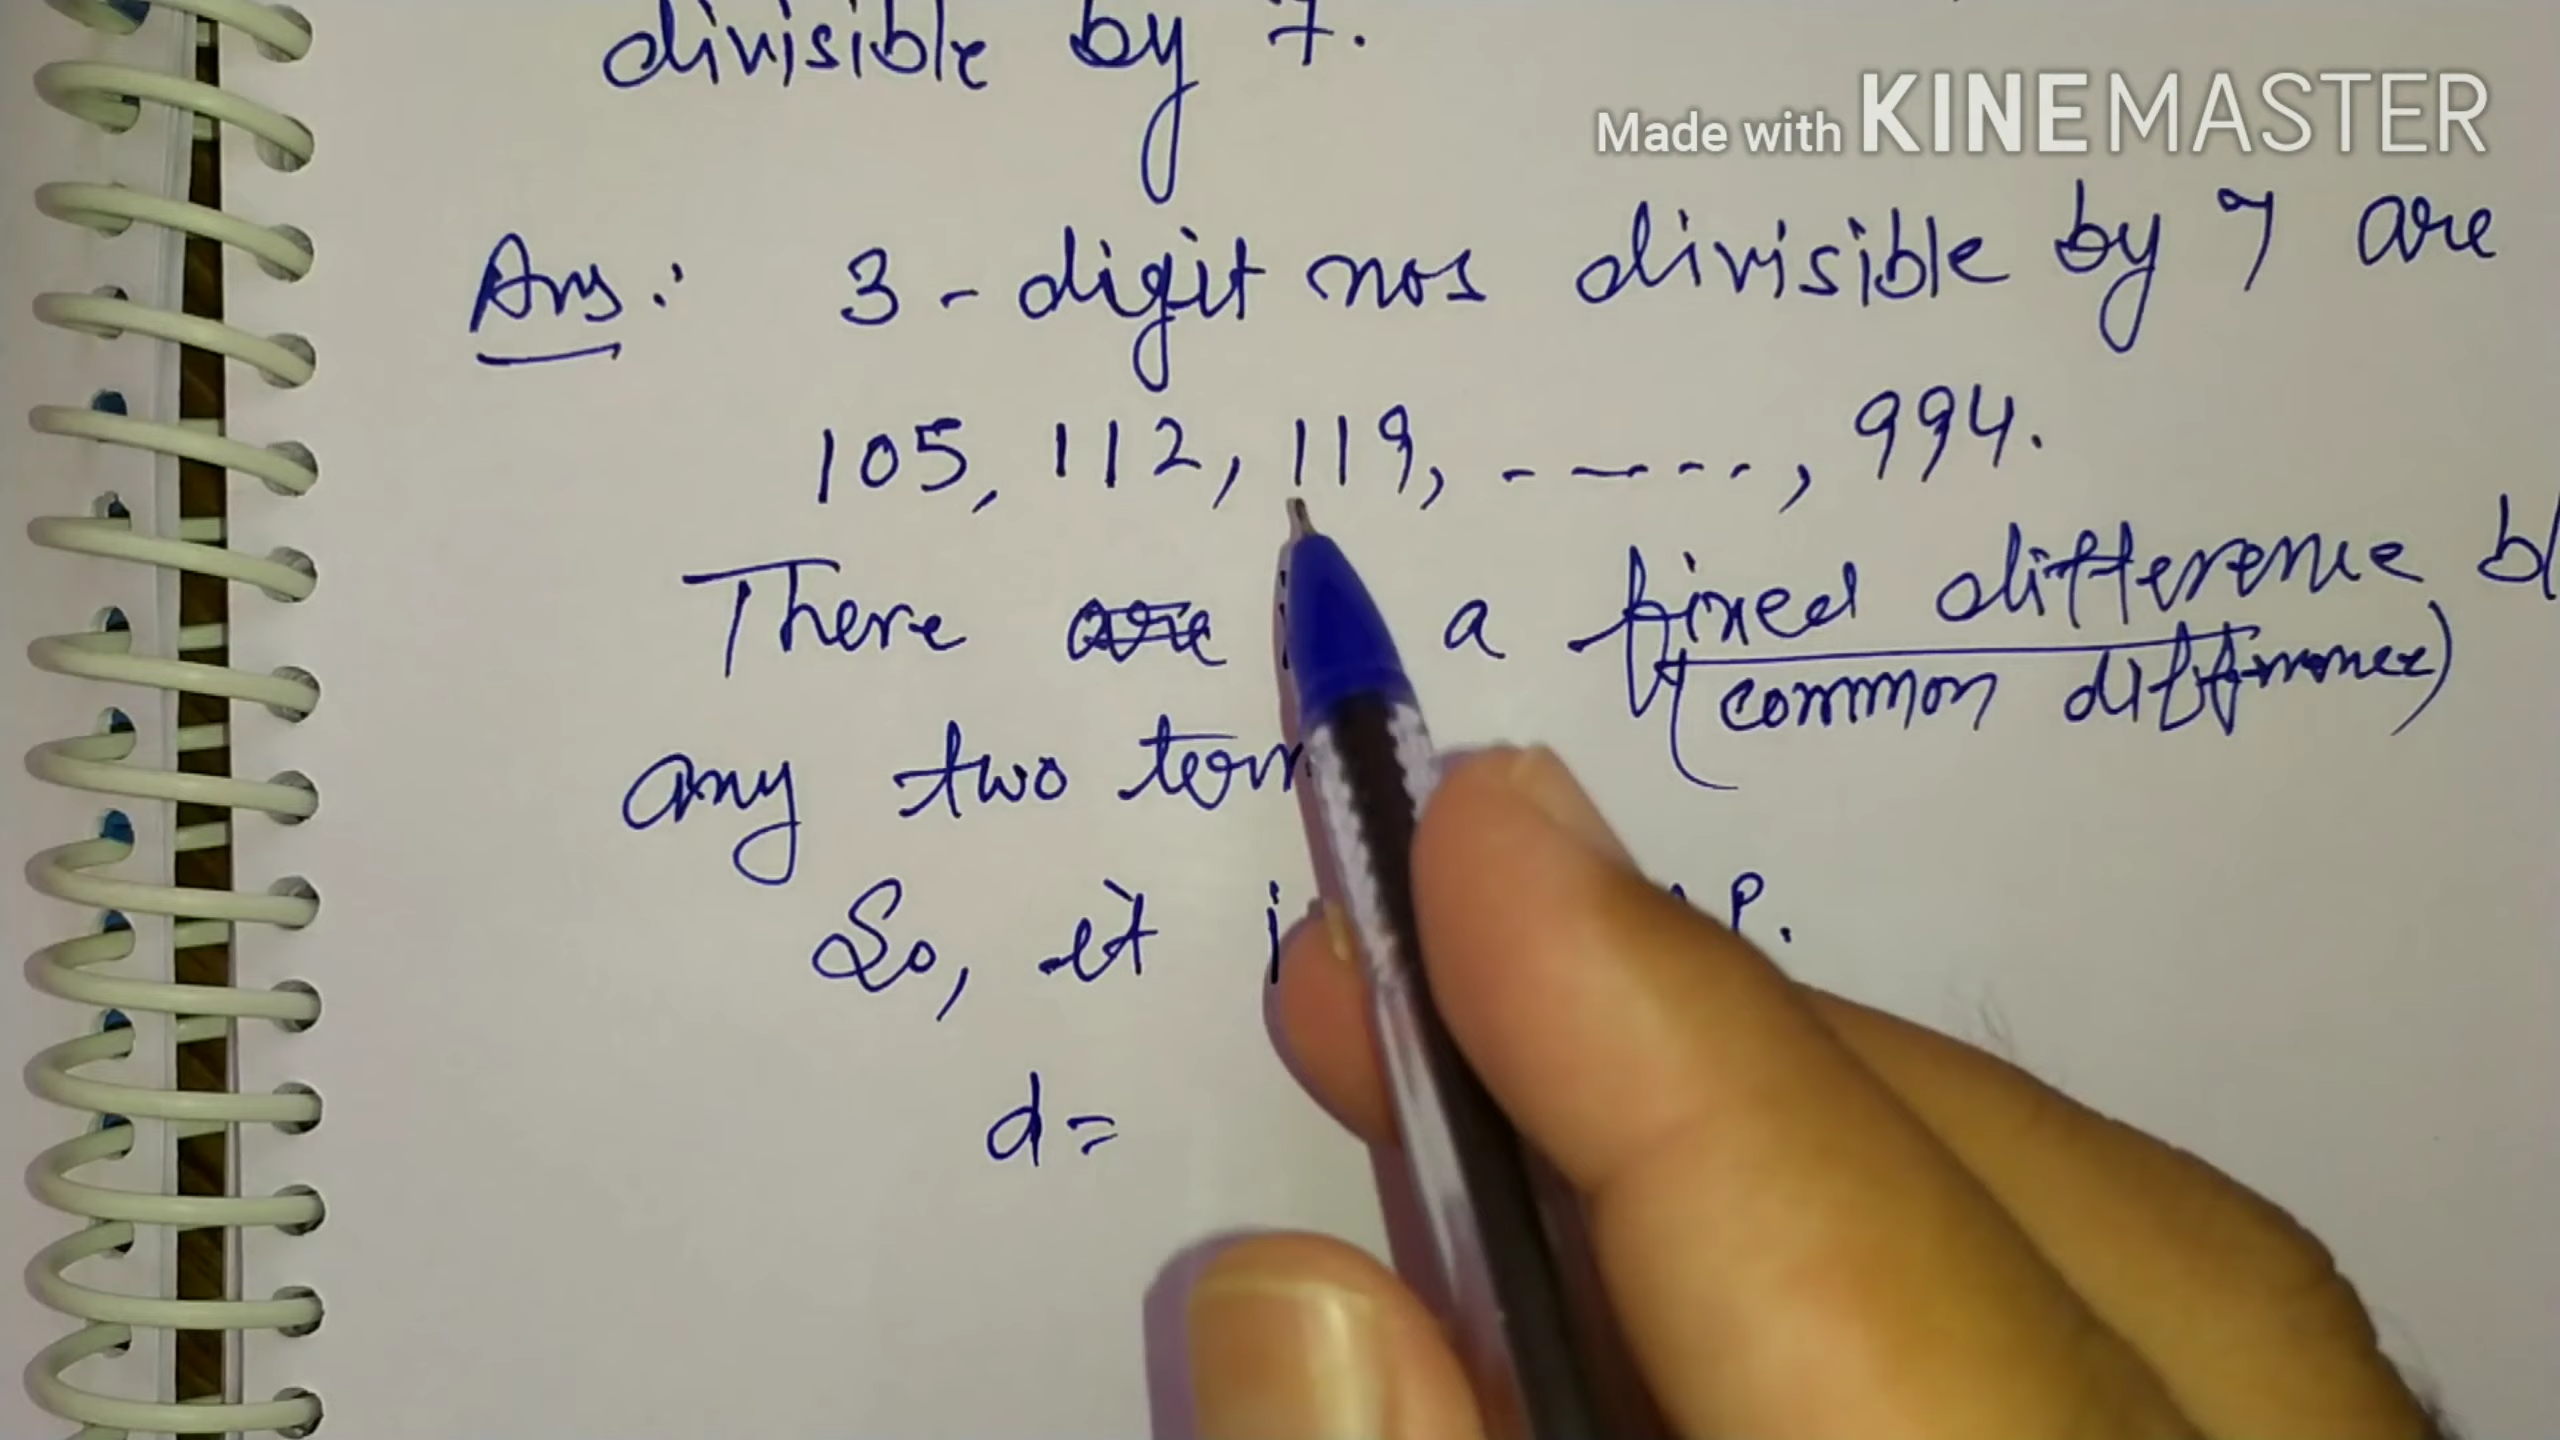 divisible by 7.
Made with KINEMASTER
Ans: 3-digit nos divisible by 7 are
105, 112, 119, -----, 994.
There a fixed difference b/
(common difference)
any two
So, it P.
d=